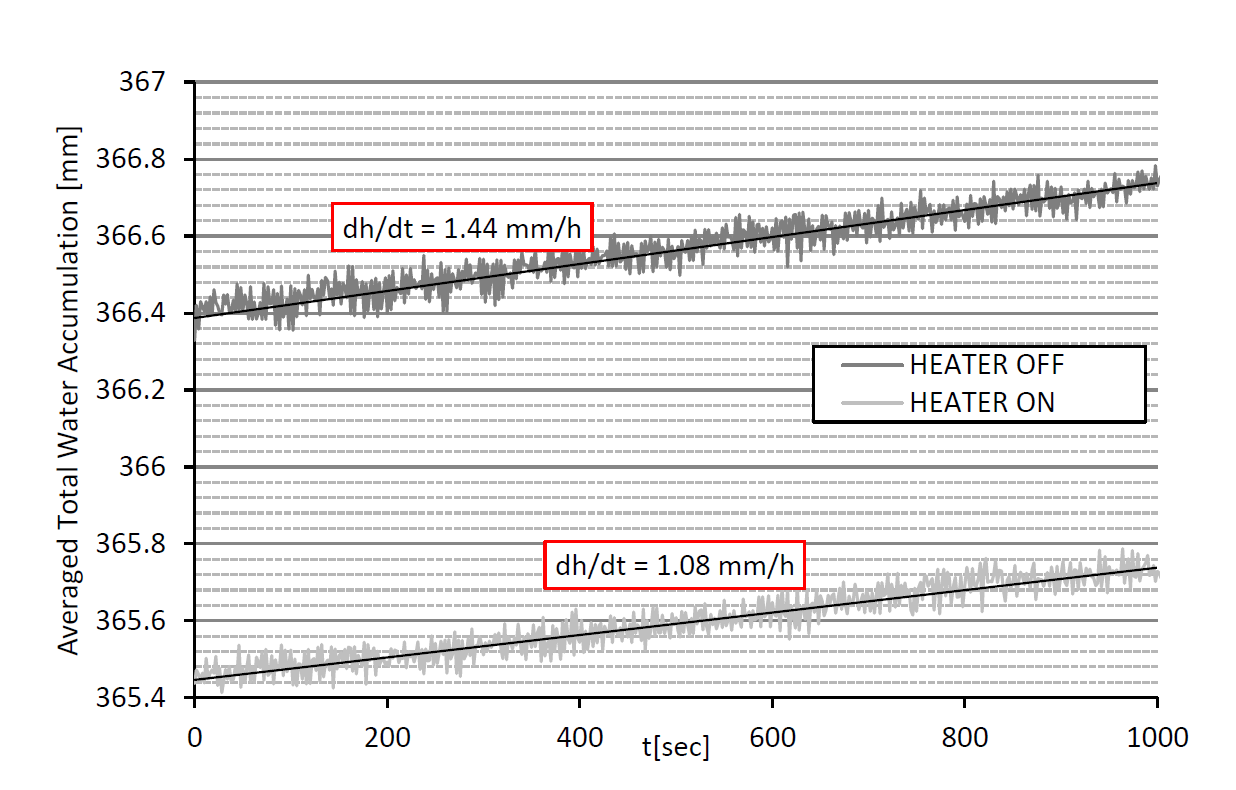 367
366.8
366.6
366.4
366.2
366
365.8
365.6
365.4
Averaged Total Water Accumulation [mm]
dh/dt = 1.44 mm/h
HEATER OFF
HEATER ON
dh/dt = 1.08 mm/h
0
200
400
600
800
1000
t[sec]